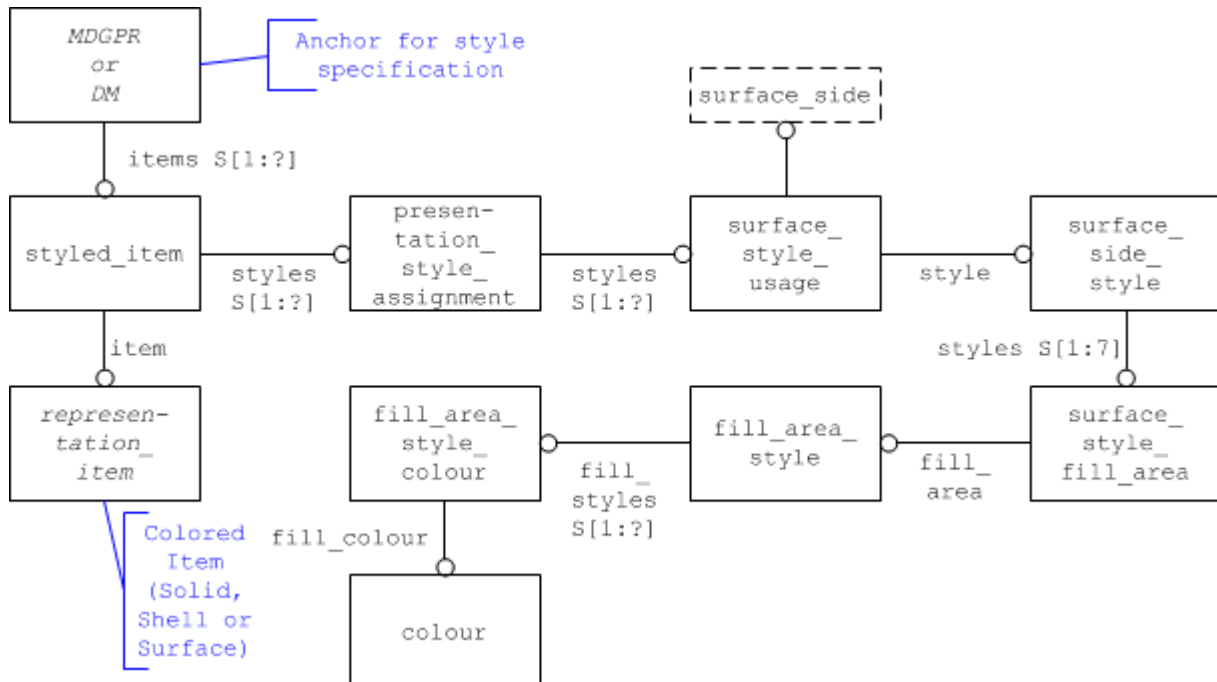 MDGPR
or
DM
Anchor for style
specification
surface_side
items S[1:?]
styled_item
styles
S[1:?]
presen-
tation_
style_
assignment
styles
S[1:?]
surface_
style_
usage
style
surface_
side_
style
item
styles S[1:7]
represen-
tation_
item
fill_area_
style_
colour
fill_
styles
S[1:?]
fill_area_
style
fill_
area
surface_
style_
fill_area
Colored
Item
(Solid,
Shell or
Surface)
fill_colour
colour